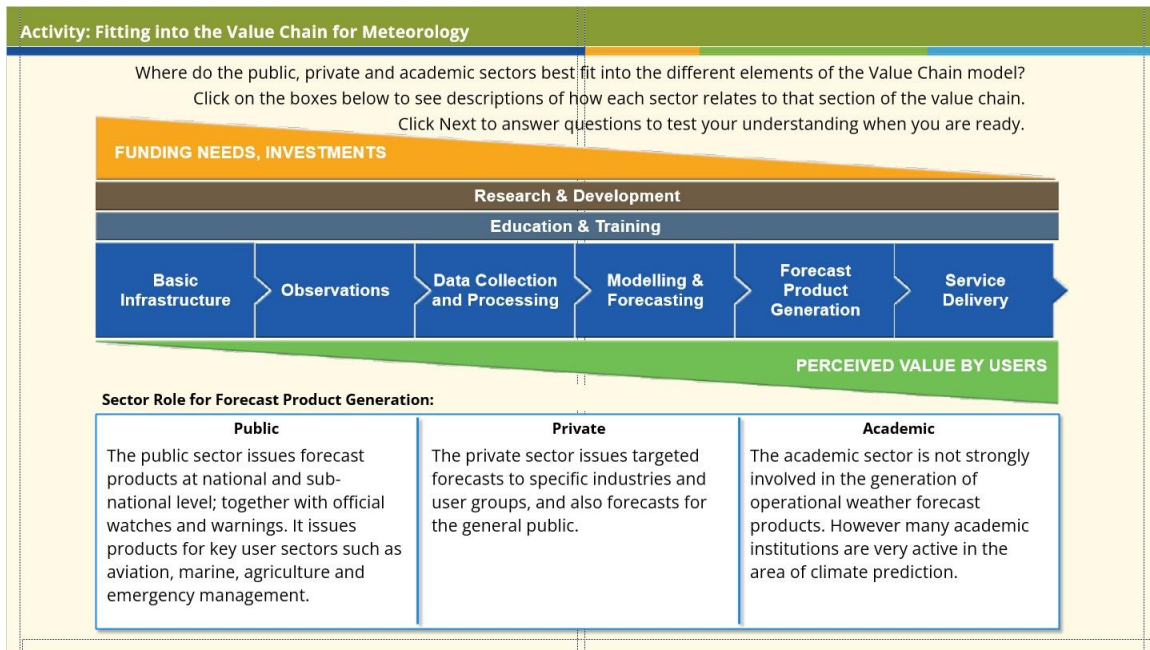 Activity: Fitting into the Value Chain for Meteorology
Where do the public, private and academic sectors best fit into the different elements of the Value Chain model?
Click on the boxes below to see descriptions of how each sector relates to that section of the value chain.
Click Next to answer questions to test your understanding when you are ready.
FUNDING NEEDS, INVESTMENTS
Research & Development
Education & Training
Basic
Infrastructure
Observations
Data Collection
and Processing
Modelling &
Forecasting
Forecast
Product
Generation
Service
Delivery
PERCEIVED VALUE BY USERS
Sector Role for Forecast Product Generation:
Public
The public sector issues forecast
products at national and sub-
national level; together with official
watches and warnings. It issues
products for key user sectors such as
aviation, marine, agriculture and
emergency management.
Private
The private sector issues targeted
forecasts to specific industries and
user groups, and also forecasts for
the general public.
Academic
The academic sector is not strongly
involved in the generation of
operational weather forecast
products. However many academic
institutions are very active in the
area of climate prediction.